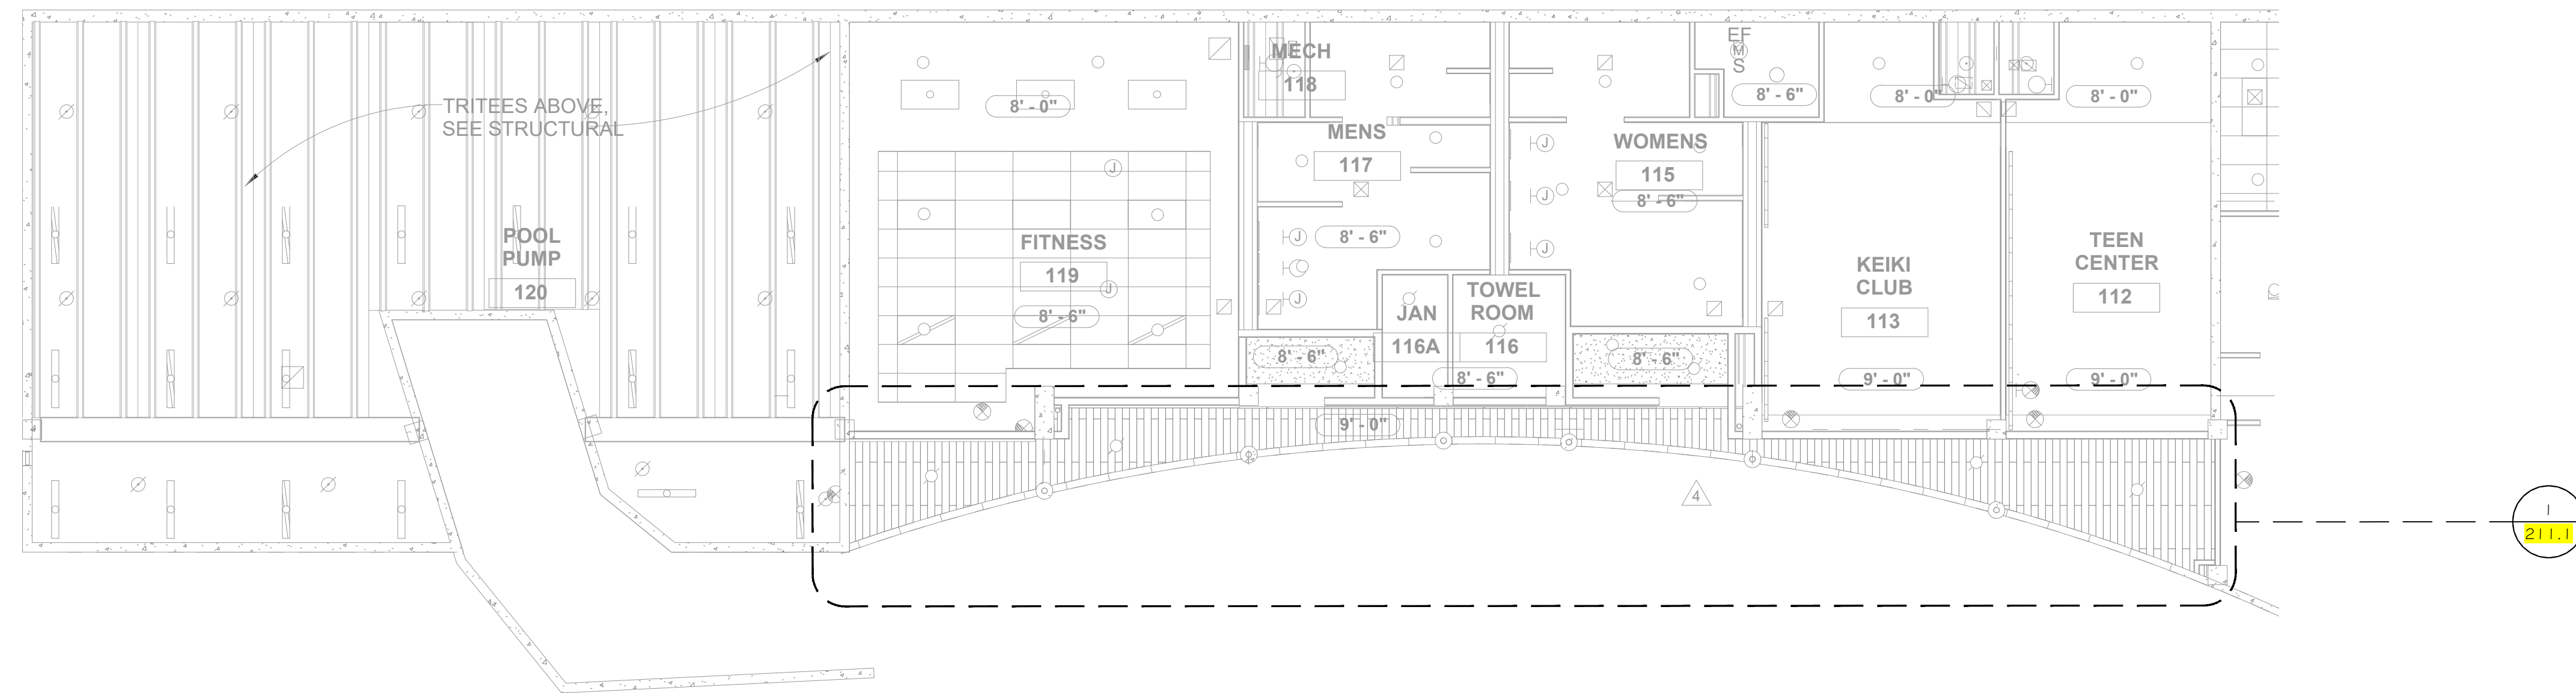 TRITEES ABOVE,
SEE STRUCTURAL
POOL
PUMP
120
8' - 0"
FITNESS
119
8' - 6"
J
J
MECH
118
MENS
117
8' - 6"
J
J
J
8' - 6"
JAN
116A
TOWEL
ROOM
116
8' - 6"
9' - 0"
EF
M
S
8' - 6"
WOMENS
115
8' - 6"
J
J
J
8' - 6"
8' - 0"
KEIKI
CLUB
113
9' - 0"
8' - 0"
TEEN
CENTER
112
9' - 0"
4
1
211.1